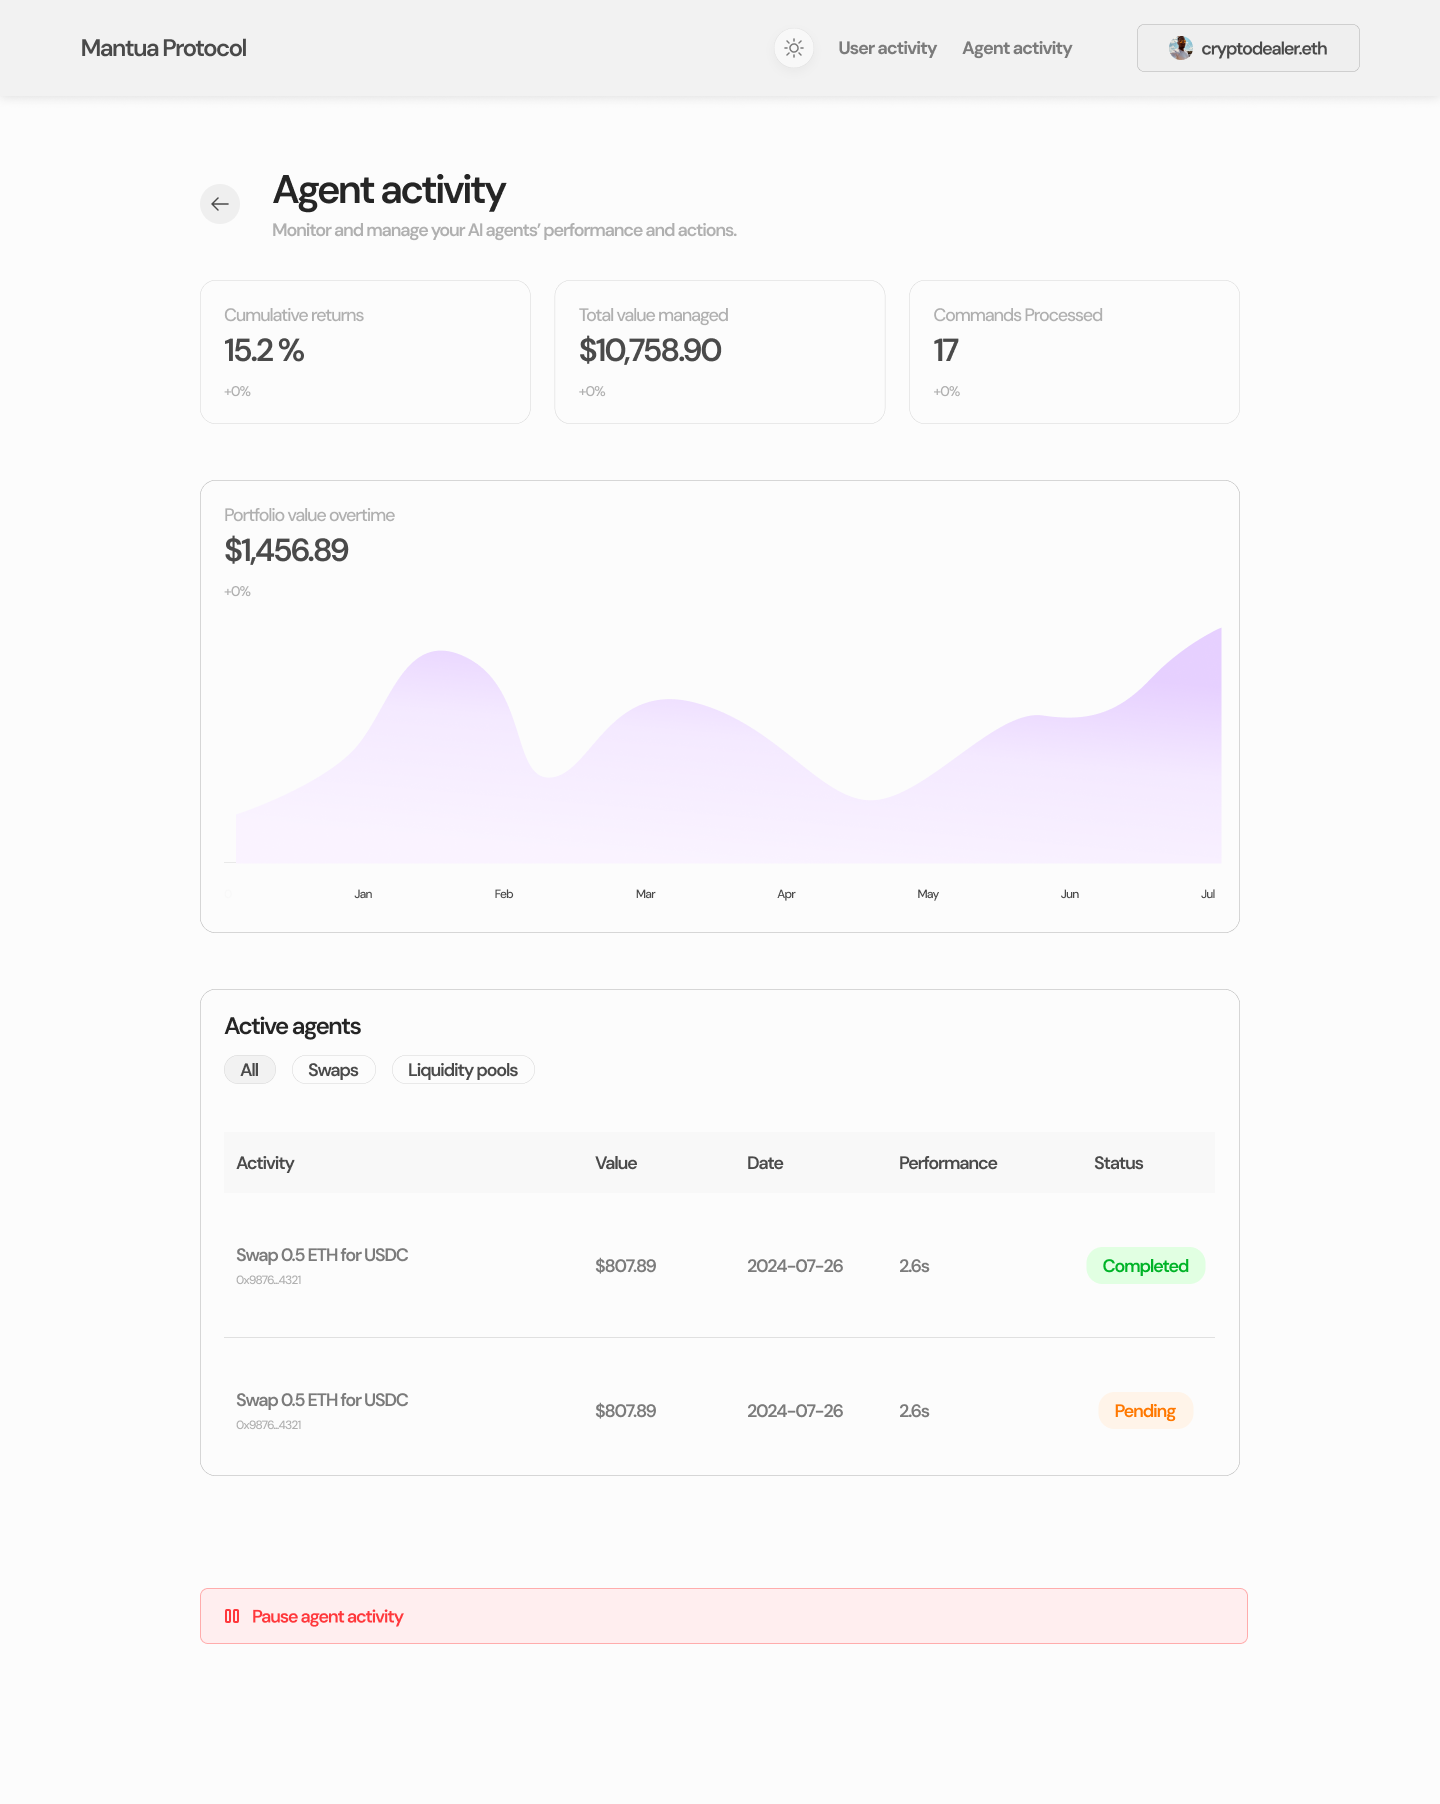 Mantua Protocol
User activity
Agent activity
cryptodealer.eth
Agent activity
Monitor and manage your AI agents’ performance and actions.
Cumulative returns
15.2 %
+0%
Total value managed
$10,758.90
+0%
Commands Processed
17
+0%
Portfolio value overtime
$1,456.89
+0%
Jan Feb Mar Apr May Jun Jul
Active agents
All Swaps Liquidity pools
Activity Value Date Performance Status
Swap 0.5 ETH for USDC
0x9876...4321
$807.89 2024-07-26 2.6s Completed
Swap 0.5 ETH for USDC
0x9876...4321
$807.89 2024-07-26 2.6s Pending
Pause agent activity